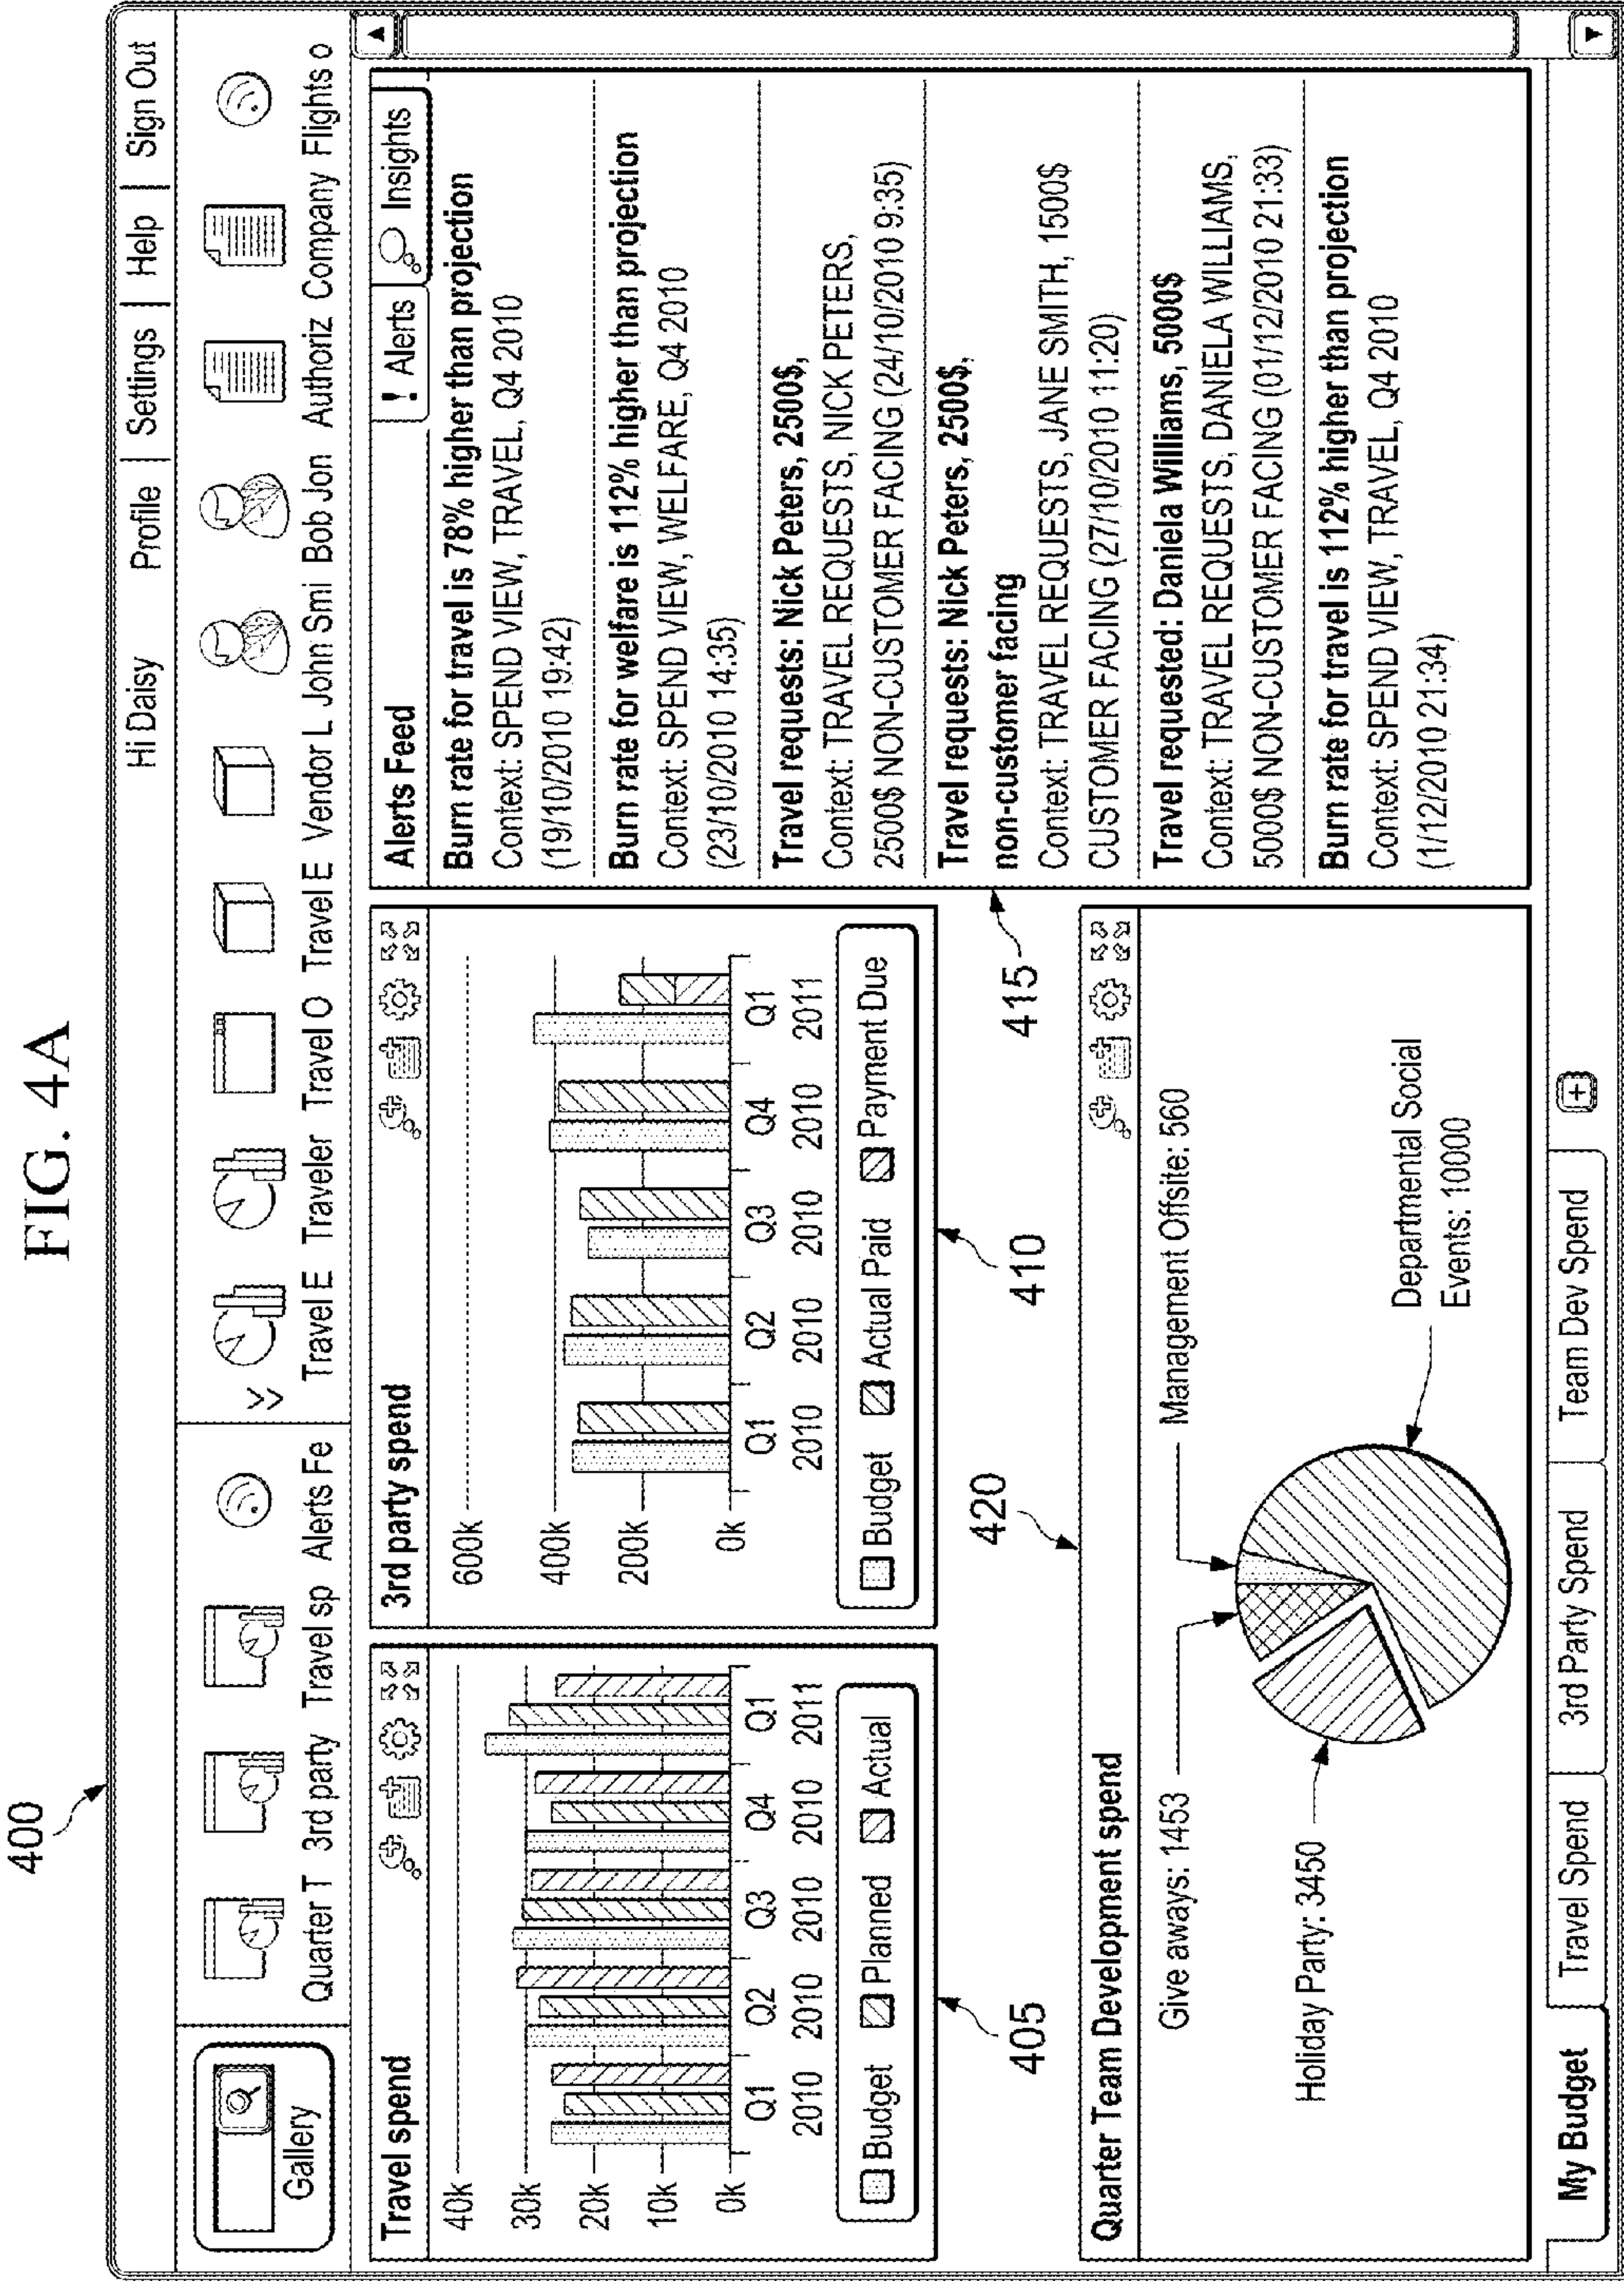 FIG. 4A
400
Hi Daisy Profile | Settings | Help | Sign Out
Gallery
Quarter T 3rd party Travel sp Alerts Fe
>> Travel E Traveler Travel O Travel E Vendor L John Smi Bob Jon Authoriz Company Flights o
Travel spend
40k
30k
20k
10k
0k
Q1 Q2 Q3 Q4 Q1
2010 2010 2010 2010 2011
Budget Planned Actual
405
3rd party spend
600k
400k
200k
0k
Q1 Q2 Q3 Q4 Q1
2010 2010 2010 2010 2011
Budget Actual Paid Payment Due
410
Alerts Feed ! Alerts Insights
Burn rate for travel is 78% higher than projection
Context: SPEND VIEW, TRAVEL, Q4 2010
(19/10/2010 19:42)
Burn rate for welfare is 112% higher than projection
Context: SPEND VIEW, WELFARE, Q4 2010
(23/10/2010 14:35)
Travel requests: Nick Peters, 2500$,
Context: TRAVEL REQUESTS, NICK PETERS,
2500$ NON-CUSTOMER FACING (24/10/2010 9:35)
Travel requests: Nick Peters, 2500$,
non-customer facing
Context: TRAVEL REQUESTS, JANE SMITH, 1500$
CUSTOMER FACING (27/10/2010 11:20)
Travel requested: Daniela Williams, 5000$
Context: TRAVEL REQUESTS, DANIELA WILLIAMS,
5000$ NON-CUSTOMER FACING (01/12/2010 21:33)
Burn rate for travel is 112% higher than projection
Context: SPEND VIEW, TRAVEL, Q4 2010
(1/12/2010 21:34)
415
420
Quarter Team Development spend
Give aways: 1453
Management Offsite: 560
Holiday Party: 3450
Departmental Social
Events: 10000
My Budget Travel Spend 3rd Party Spend Team Dev Spend +